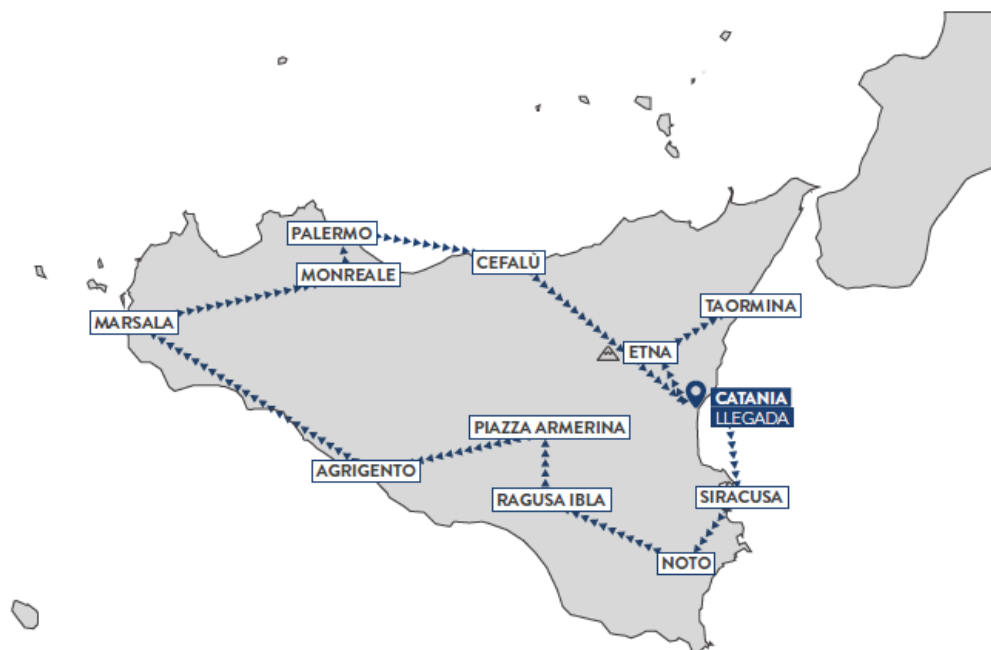 PALERMO
CEFALÙ
MONREALE
TAORMINA
MARSALA
ETNA
CATANIA
LLEGADA
PIAZZA ARMERINA
AGRIGENTO
RAGUSA IBLA
SIRACUSA
NOTO